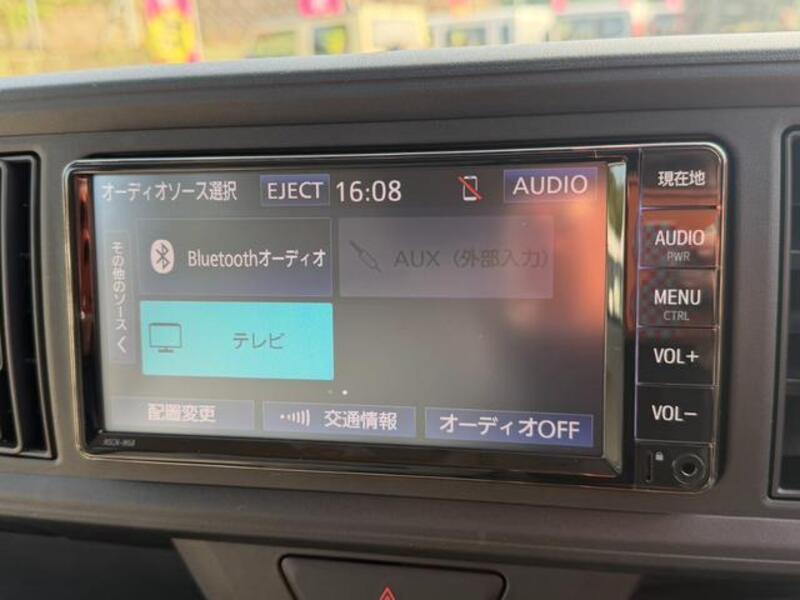 オーディオソース選択 EJECT 16:08 AUDIO
その他のソース
Bluetoothオーディオ
AUX (外部入力)
テレビ
配置変更
交通情報
オーディオOFF
現在地
AUDIO
PWR
MENU
CTRL
VOL+
VOL-
NSCN-W68